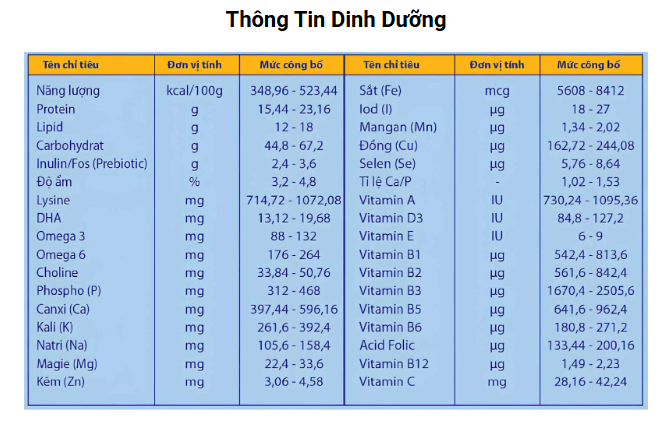 Thông Tin Dinh Dưỡng
Tên chỉ tiêu Đơn vị tính Mức công bố Tên chỉ tiêu Đơn vị tính Mức công bố
Năng lượng kcal/100g 348,96 - 523,44 Sắt (Fe) mcg 5608 - 8412
Protein g 15,44 - 23,16 Iod (I) µg 18 - 27
Lipid g 12 - 18 Mangan (Mn) µg 1,34 - 2,02
Carbohydrat g 44,8 - 67,2 Đồng (Cu) µg 162,72 - 244,08
Inulin/Fos (Prebiotic) g 2,4 - 3,6 Selen (Se) µg 5,76 - 8,64
Độ ẩm % 3,2 - 4,8 Tỉ lệ Ca/P - 1,02 - 1,53
Lysine mg 714,72 - 1072,08 Vitamin A IU 730,24 - 1095,36
DHA mg 13,12 - 19,68 Vitamin D3 IU 84,8 - 127,2
Omega 3 mg 88 - 132 Vitamin E IU 6 - 9
Omega 6 mg 176 - 264 Vitamin B1 µg 542,4 - 813,6
Choline mg 33,84 - 50,76 Vitamin B2 µg 561,6 - 842,4
Phospho (P) mg 312 - 468 Vitamin B3 µg 1670,4 - 2505,6
Canxi (Ca) mg 397,44 - 596,16 Vitamin B5 µg 641,6 - 962,4
Kali (K) mg 261,6 - 392,4 Vitamin B6 µg 180,8 - 271,2
Natri (Na) mg 105,6 - 158,4 Acid Folic µg 133,44 - 200,16
Magie (Mg) mg 22,4 - 33,6 Vitamin B12 µg 1,49 - 2,23
Kẽm (Zn) mg 3,06 - 4,58 Vitamin C mg 28,16 - 42,24